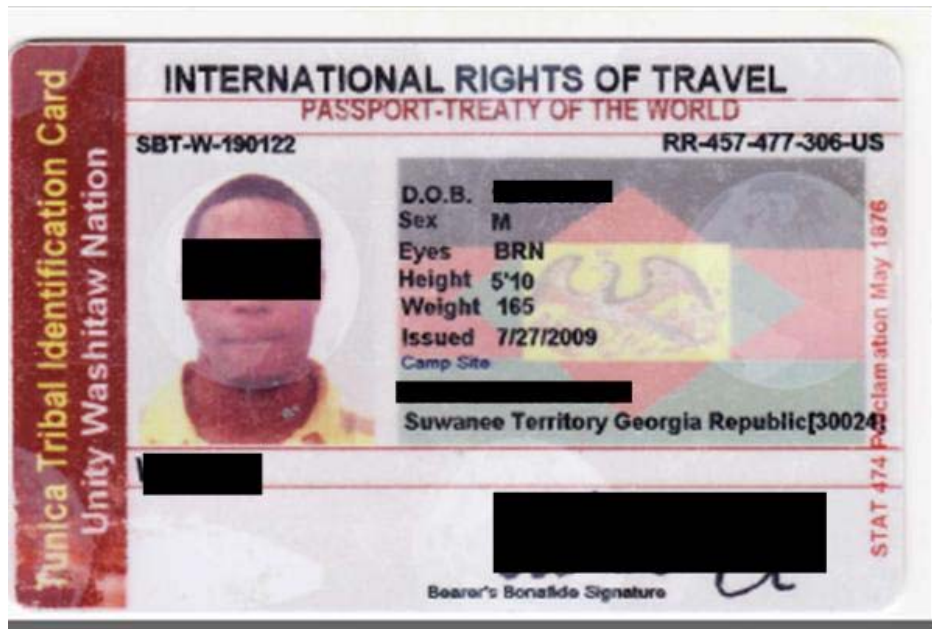 Tunica Tribal Identification Card
Unity Washitaw Nation
INTERNATIONAL RIGHTS OF TRAVEL
PASSPORT-TREATY OF THE WORLD
SBT-W-190122
RR-457-477-306-US
D.O.B.
Sex M
Eyes BRN
Height 5'10
Weight 165
Issued 7/27/2009
Camp Site
Suwanee Territory Georgia Republic[30024]
STAT 474 Proclamation May 1876
Bearer's Bonafide Signature